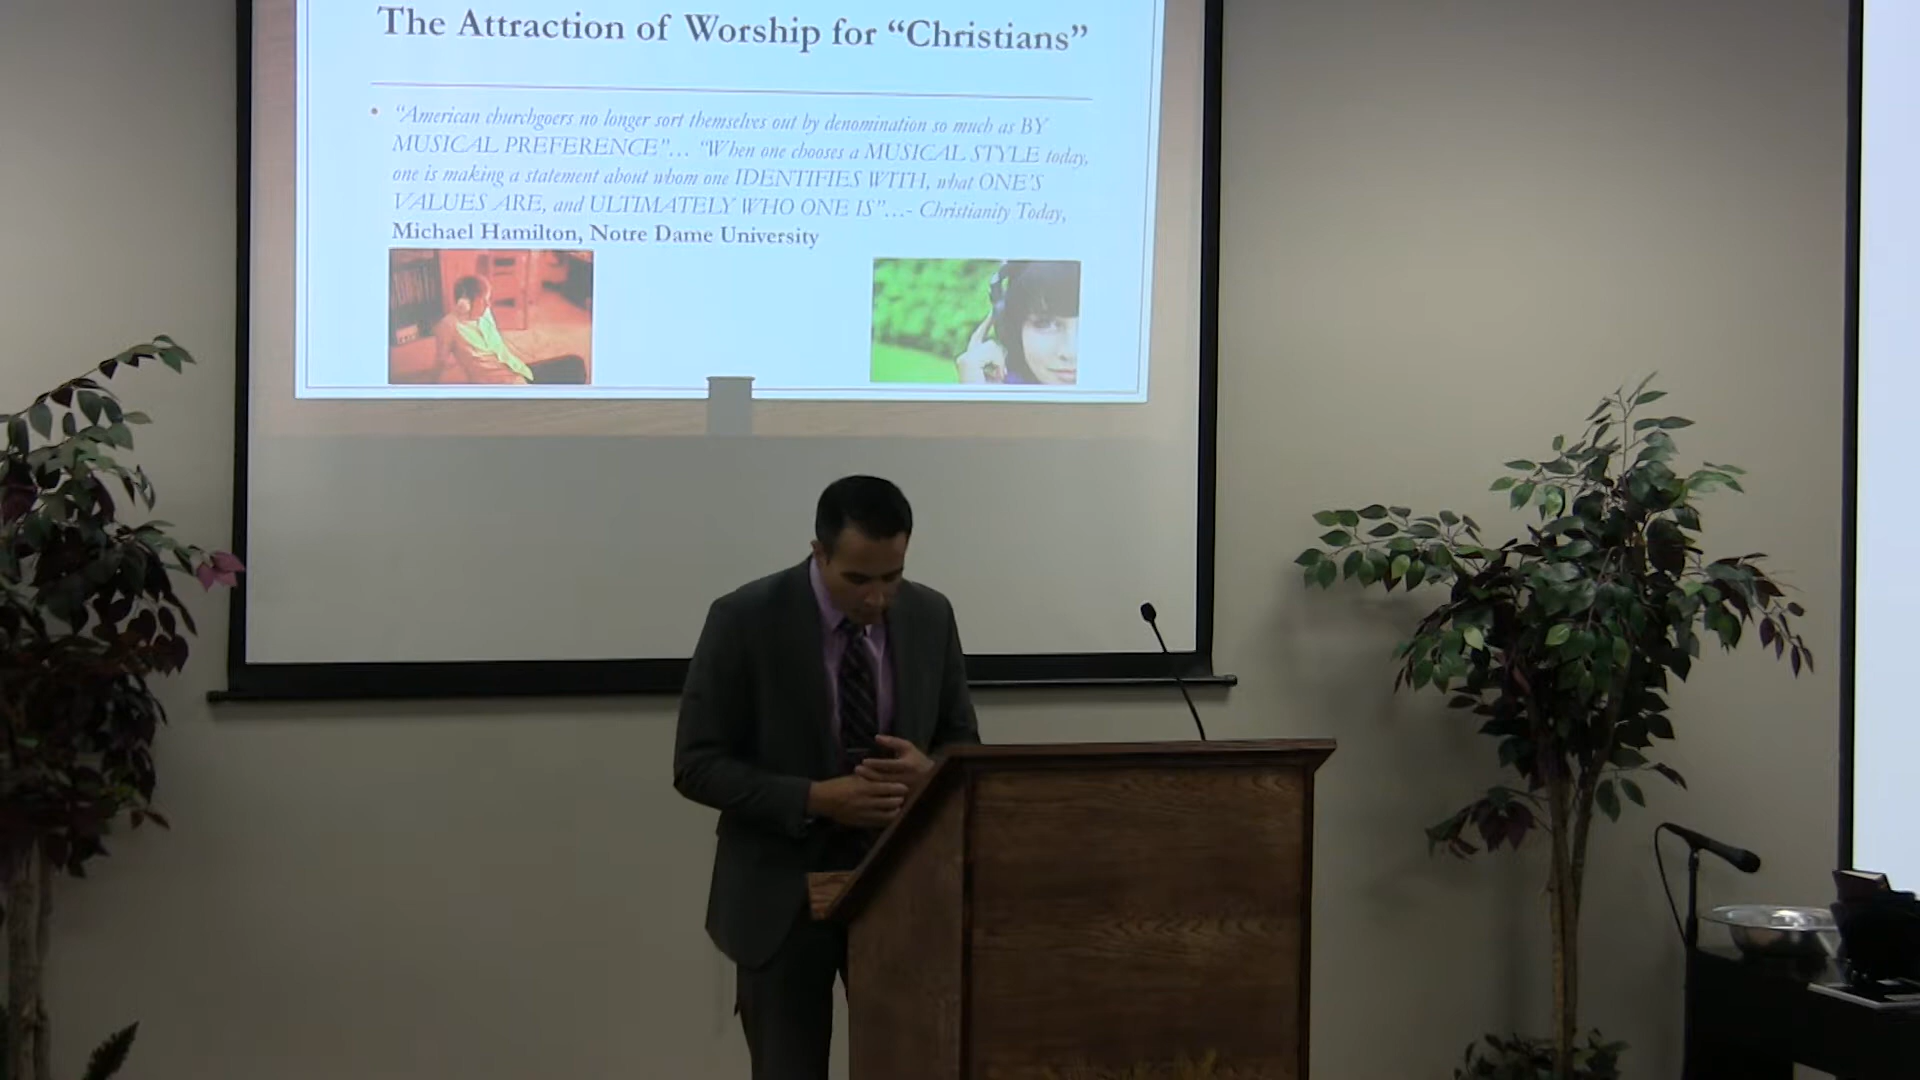 The Attraction of Worship for “Christians”
• “American churchgoers no longer sort themselves out by denomination so much as BY
MUSICAL PREFERENCE”... “When one chooses a MUSICAL STYLE today,
one is making a statement about whom one IDENTIFIES WITH, what ONE'S
VALUES ARE, and ULTIMATELY WHO ONE IS”...- Christianity Today,
Michael Hamilton, Notre Dame University